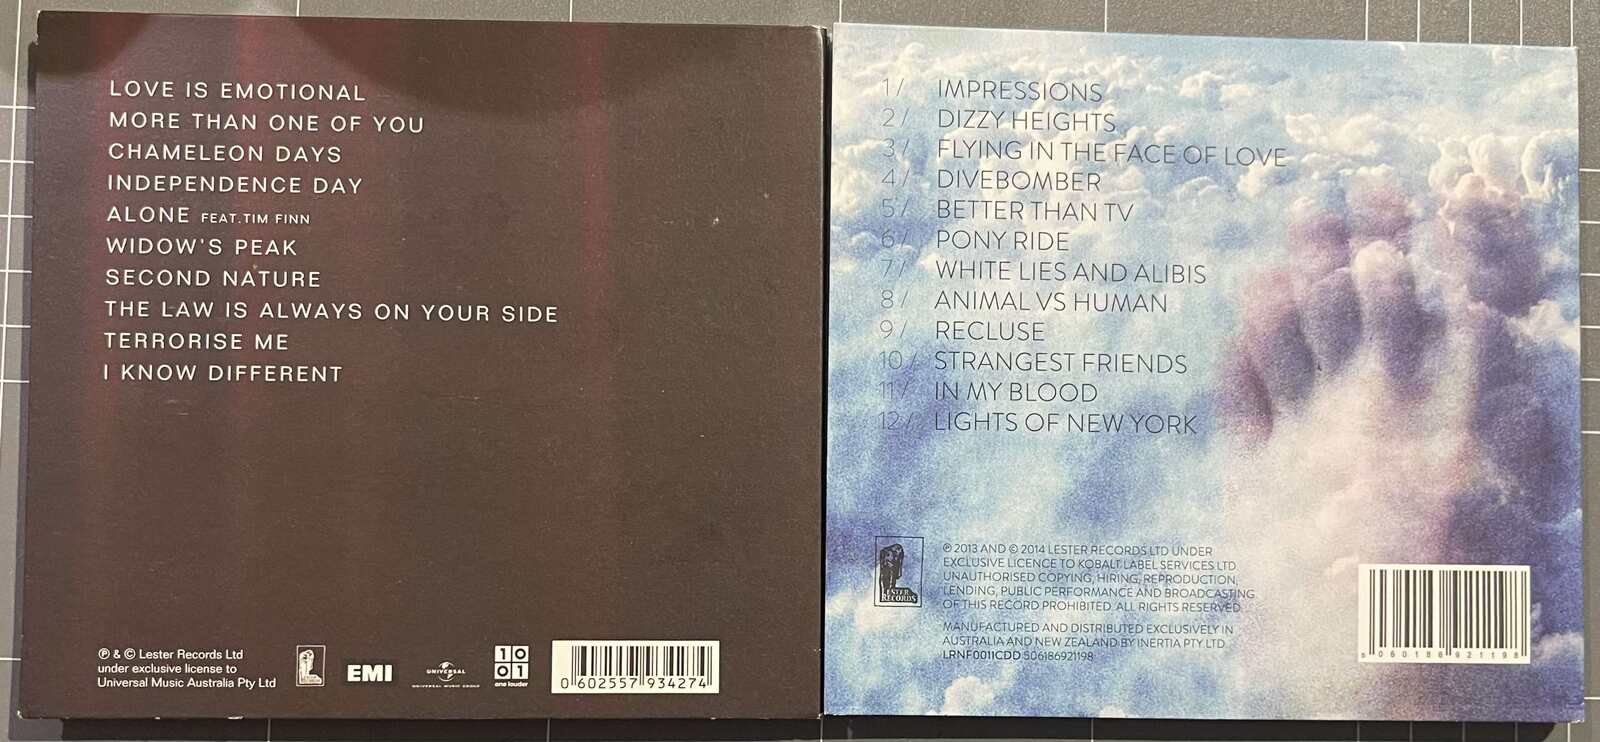 LOVE IS EMOTIONAL
MORE THAN ONE OF YOU
CHAMELEON DAYS
INDEPENDENCE DAY
ALONE FEAT.TIM FINN
WIDOW'S PEAK
SECOND NATURE
THE LAW IS ALWAYS ON YOUR SIDE
TERRORISE ME
I KNOW DIFFERENT
℗ & © Lester Records Ltd
under exclusive license to
Universal Music Australia Pty Ltd
EMI
UNIVERSAL
UNIVERSAL MUSIC GROUP
10
01
one louder
0 602557 934274
1/ IMPRESSIONS
2/ DIZZY HEIGHTS
3/ FLYING IN THE FACE OF LOVE
4/ DIVEBOMBER
5/ BETTER THAN TV
6/ PONY RIDE
7/ WHITE LIES AND ALIBIS
8/ ANIMAL VS HUMAN
9/ RECLUSE
10/ STRANGEST FRIENDS
11/ IN MY BLOOD
12/ LIGHTS OF NEW YORK
LESTER
RECORDS
℗ 2013 AND © 2014 LESTER RECORDS LTD UNDER
EXCLUSIVE LICENCE TO KOBALT LABEL SERVICES LTD.
UNAUTHORISED COPYING, HIRING, REPRODUCTION,
LENDING, PUBLIC PERFORMANCE AND BROADCASTING
OF THIS RECORD PROHIBITED. ALL RIGHTS RESERVED.
MANUFACTURED AND DISTRIBUTED EXCLUSIVELY IN
AUSTRALIA AND NEW ZEALAND BY INERTIA PTY LTD.
LRNF0011CDD 506186921198
5 060186 921198